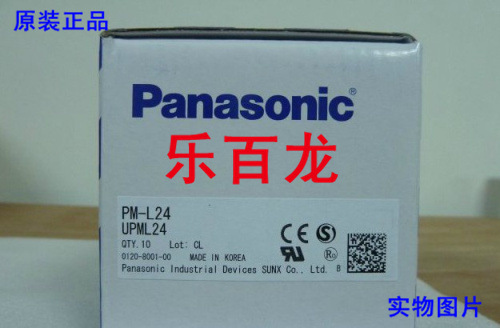 原装正品
Panasonic®
乐百龙
PM-L24
UPML24
QTY.10 Lot: CL
0120-8001-00 MADE IN KOREA
Panasonic Industrial Devices SUNX Co., Ltd. B
CE
实物图片